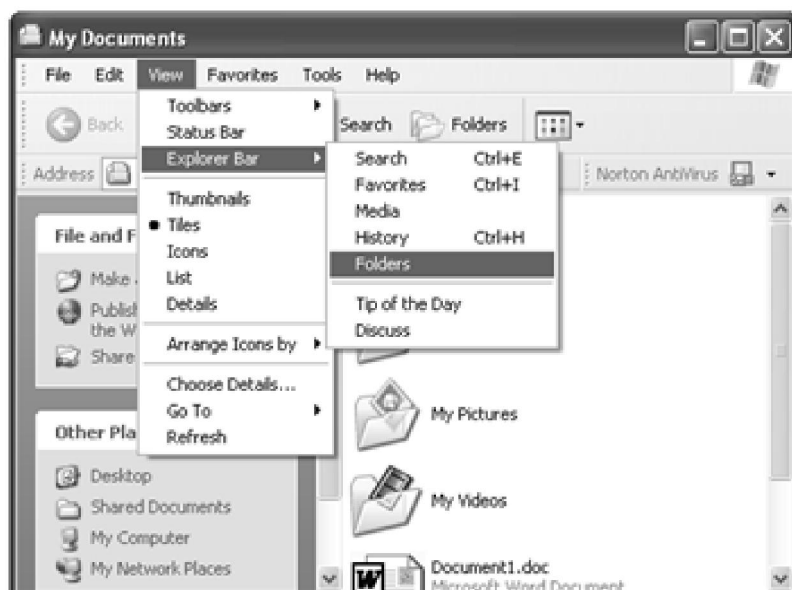 My Documents
File Edit View Favorites Tools Help
Back Search Folders
Address Norton AntiVirus
Toolbars
Status Bar
Explorer Bar
Thumbnails
Tiles
Icons
List
Details
Arrange Icons by
Choose Details...
Go To
Refresh
Search Ctrl+E
Favorites Ctrl+I
Media
History Ctrl+H
Folders
Tip of the Day
Discuss
File and F
Make
Publis
the W
Share
Other Pla
Desktop
Shared Documents
My Computer
My Network Places
My Pictures
My Videos
Document1.doc
Microsoft Word Document